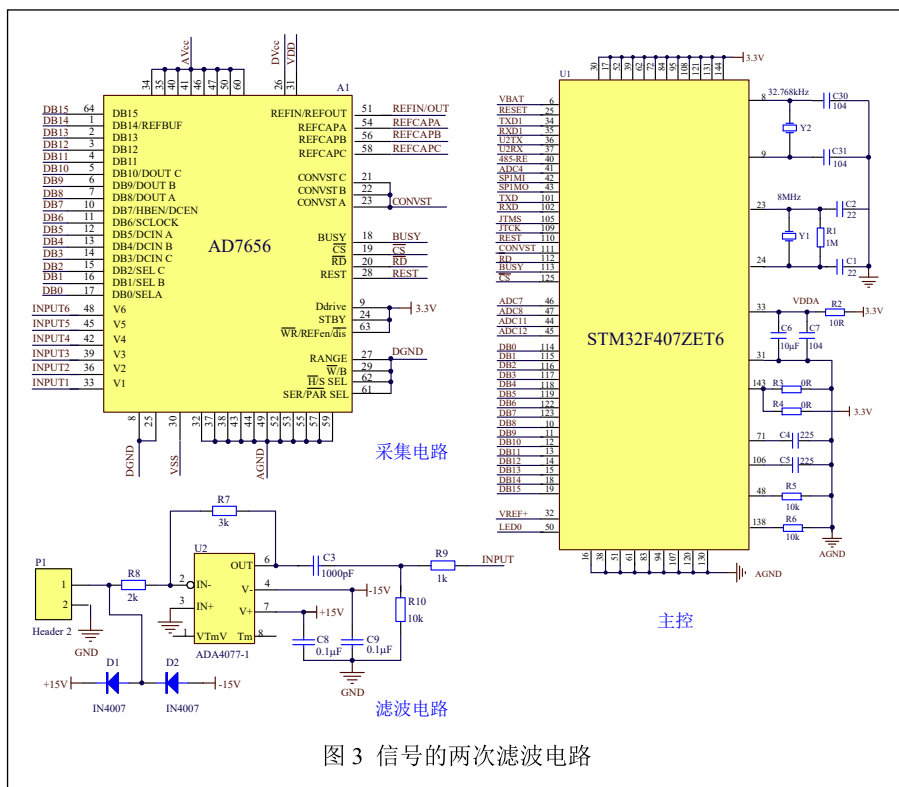 A1
AVcc
DVcc
VDD
34
35
40
41
46
47
50
60
26
31
DB15 64 DB15
DB14 1 DB14/REFBUF
DB13 2 DB13
DB12 3 DB12
DB11 4 DB11
DB10 5 DB10/DOUT C
DB9 6 DB9/DOUT B
DB8 7 DB8/DOUT A
DB7 10 DB7/HBEN/DCEN
DB6 11 DB6/SCLOCK
DB5 12 DB5/DCIN A
DB4 13 DB4/DCIN B
DB3 14 DB3/DCIN C
DB2 15 DB2/SEL C
DB1 16 DB1/SEL B
DB0 17 DB0/SELA
INPUT6 48 V6
INPUT5 45 V5
INPUT4 42 V4
INPUT3 39 V3
INPUT2 36 V2
INPUT1 33 V1
AD7656
REFIN/REFOUT 51 REFIN/OUT
REFCAPA 54 REFCAPA
REFCAPB 56 REFCAPB
REFCAPC 58 REFCAPC
CONVST C 21
CONVST B 22
CONVST A 23 CONVST
BUSY 18 BUSY
CS 19 CS
RD 20 RD
REST 28 REST
Ddrive 9 3.3V
STBY 24
WR/REFen/dis 63
RANGE 27 DGND
W/B 29
H/S SEL 62
SER/PAR SEL 61
8
25
30
32
37
38
43
44
49
52
53
55
57
59
DGND
VSS
AGND
采集电路
U1
30
17
52
39
62
72
84
95
108
121
131
144
3.3V
VBAT 6
RESET 25
TXD1 34
RXD1 35
U2TX 36
U2RX 37
485-RE 40
ADC4 41
SP1MI 42
SP1MO 43
TXD 101
RXD 102
JTMS 105
JTCK 109
REST 110
CONVST 111
RD 112
BUSY 113
CS 125
ADC7 46
ADC8 47
ADC11 44
ADC12 45
DB0 114
DB1 115
DB2 116
DB3 117
DB4 118
DB5 119
DB6 122
DB7 123
DB8 10
DB9 11
DB10 12
DB11 13
DB12 14
DB13 15
DB14 18
DB15 19
VREF+ 32
LED0 50
STM32F407ZET6
8 32.768kHz C30
104
Y2
9 C31
104
23 8MHz C2
22
Y1 R1
1M
24 C1
22
33 VDDA R2 3.3V
10R
C6 C7
10μF 104
31
143 R3 0R
R4 0R
3.3V
71 C4 225
106 C5 225
48 R5
10k
138 R6
10k
AGND
16
38
51
61
83
94
107
120
130
AGND
主控
R7
3k
P1
1
2
Header 2
GND
R8
2k
U2
2 IN-
3 IN+
1 VTmV
OUT 6
V- 4
V+ 7
Tm 8
ADA4077-1
C3
1000pF
R9
1k
INPUT
-15V
+15V
R10
10k
C8
0.1μF
C9
0.1μF
GND
D1
D2
+15V
-15V
IN4007
IN4007
滤波电路
图 3 信号的两次滤波电路